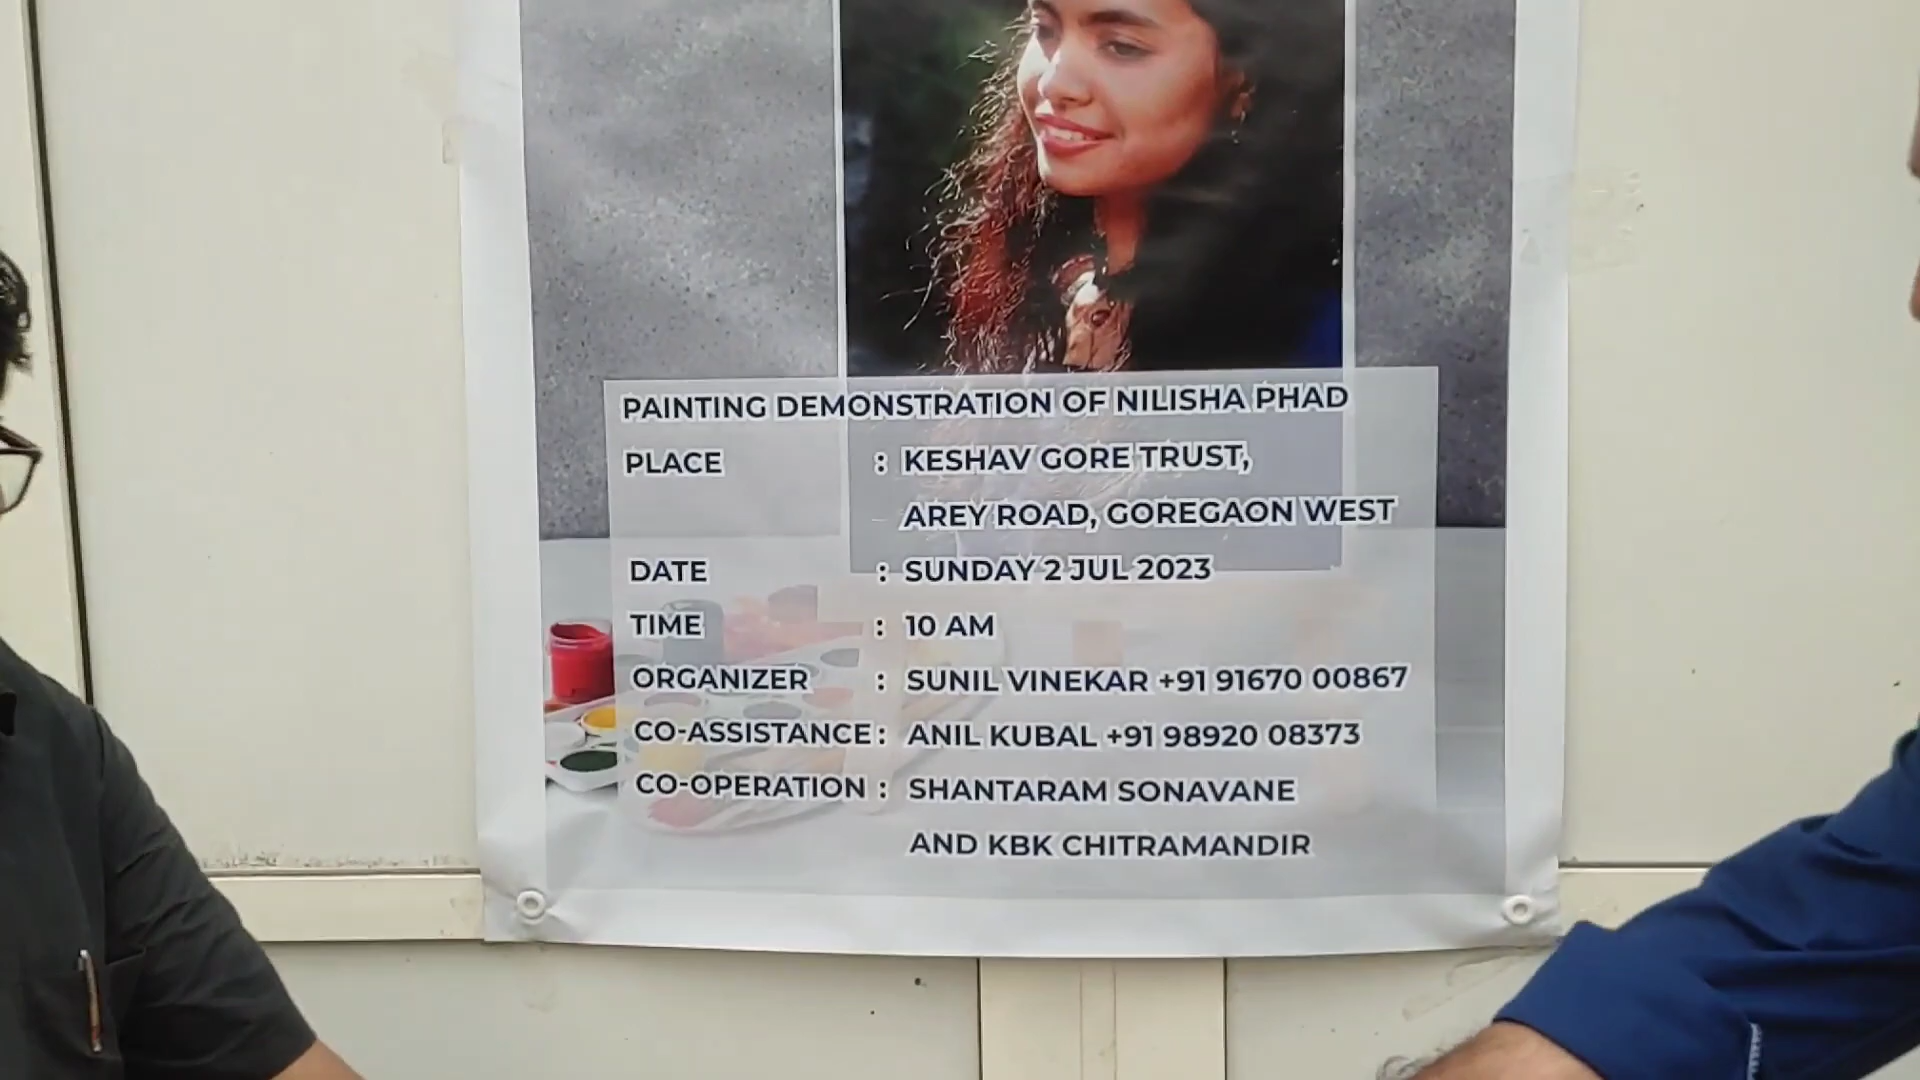 PAINTING DEMONSTRATION OF NILISHA PHAD
PLACE : KESHAV GORE TRUST,
AREY ROAD, GOREGAON WEST
DATE : SUNDAY 2 JUL 2023
TIME : 10 AM
ORGANIZER : SUNIL VINEKAR +91 91670 00867
CO-ASSISTANCE : ANIL KUBAL +91 98920 08373
CO-OPERATION : SHANTARAM SONAVANE
AND KBK CHITRAMANDIR